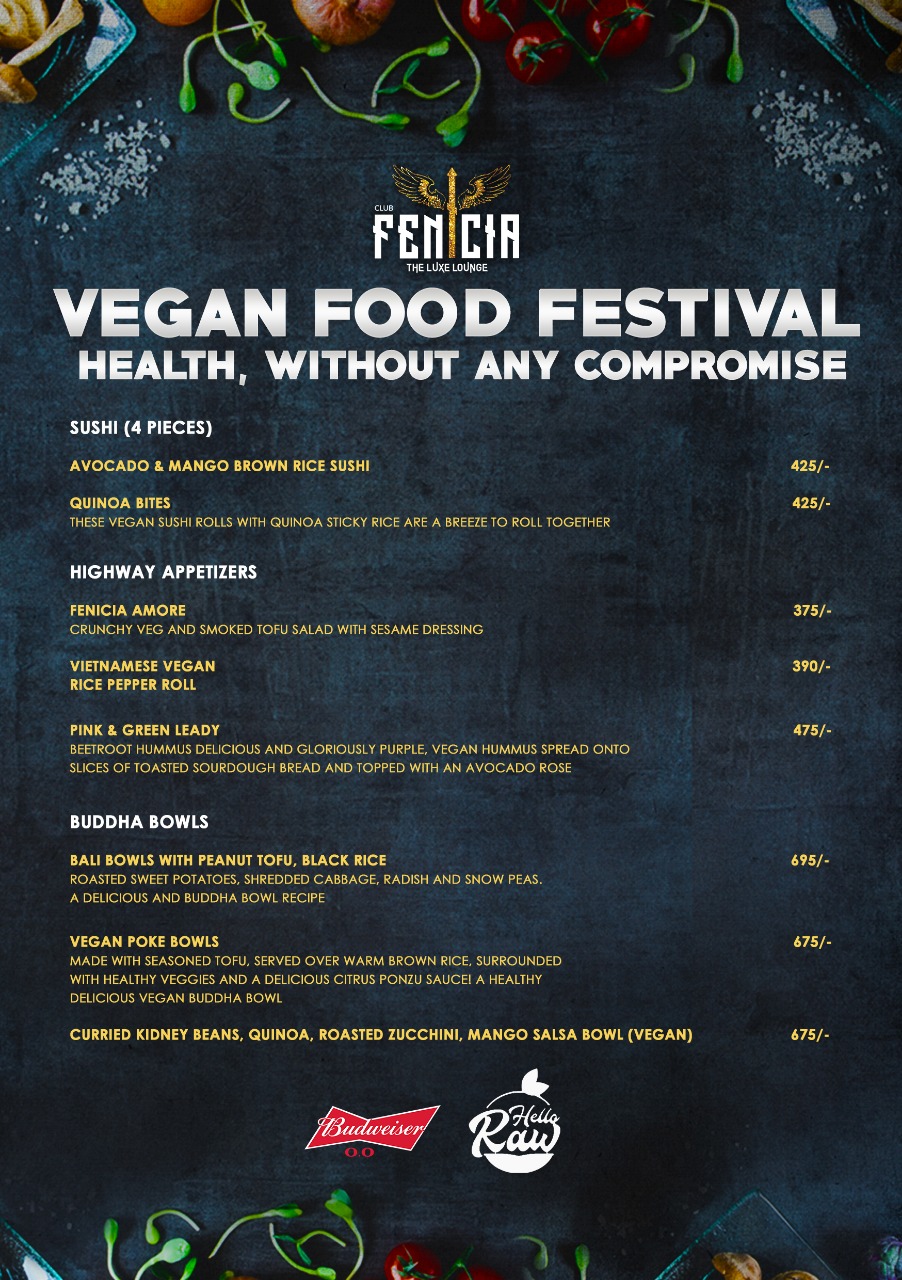 CLUB
FENICIA
THE LUXE LOUNGE
VEGAN FOOD FESTIVAL
HEALTH, WITHOUT ANY COMPROMISE
SUSHI (4 PIECES)
AVOCADO & MANGO BROWN RICE SUSHI 425/-
QUINOA BITES 425/-
THESE VEGAN SUSHI ROLLS WITH QUINOA STICKY RICE ARE A BREEZE TO ROLL TOGETHER
HIGHWAY APPETIZERS
FENICIA AMORE 375/-
CRUNCHY VEG AND SMOKED TOFU SALAD WITH SESAME DRESSING
VIETNAMESE VEGAN 390/-
RICE PEPPER ROLL
PINK & GREEN LEADY 475/-
BEETROOT HUMMUS DELICIOUS AND GLORIOUSLY PURPLE, VEGAN HUMMUS SPREAD ONTO
SLICES OF TOASTED SOURDOUGH BREAD AND TOPPED WITH AN AVOCADO ROSE
BUDDHA BOWLS
BALI BOWLS WITH PEANUT TOFU, BLACK RICE 695/-
ROASTED SWEET POTATOES, SHREDDED CABBAGE, RADISH AND SNOW PEAS.
A DELICIOUS AND BUDDHA BOWL RECIPE
VEGAN POKE BOWLS 675/-
MADE WITH SEASONED TOFU, SERVED OVER WARM BROWN RICE, SURROUNDED
WITH HEALTHY VEGGIES AND A DELICIOUS CITRUS PONZU SAUCE! A HEALTHY
DELICIOUS VEGAN BUDDHA BOWL
CURRIED KIDNEY BEANS, QUINOA, ROASTED ZUCCHINI, MANGO SALSA BOWL (VEGAN) 675/-
Budweiser
0.0
Hello
Raw